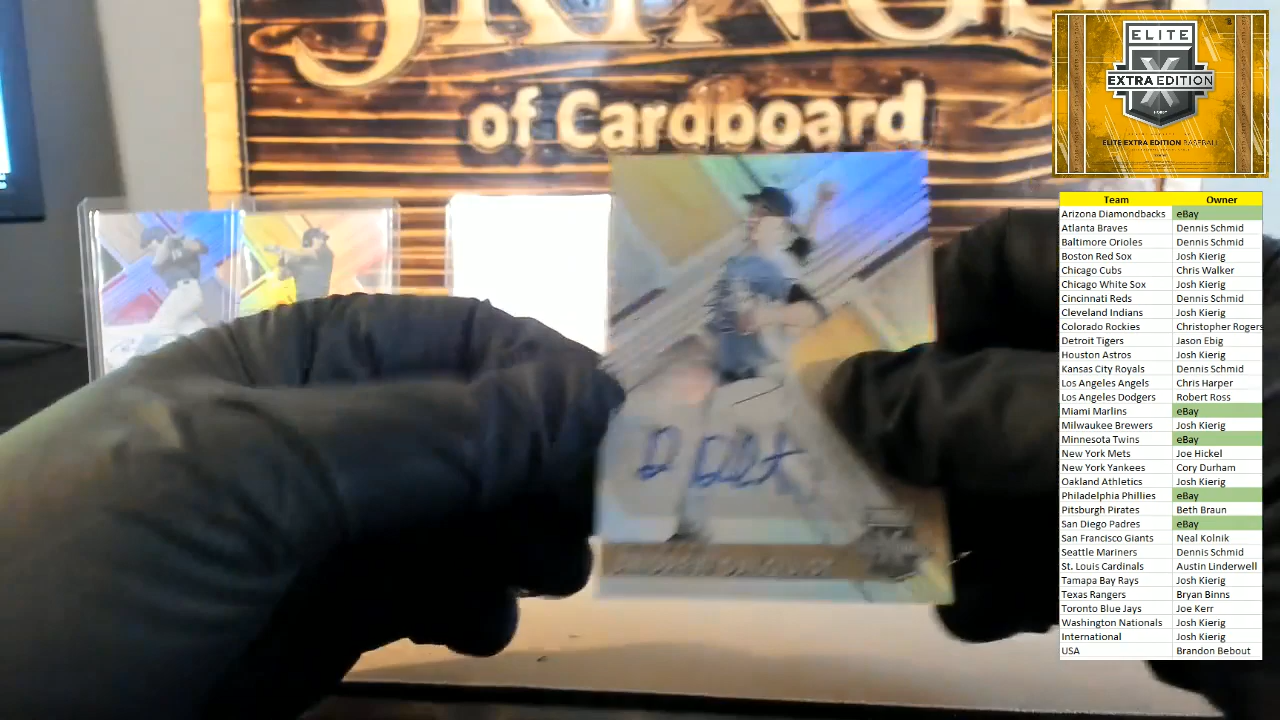 KINGS
of Cardboard
ELITE
X
EXTRA EDITION
ELITE EXTRA EDITION BASEBALL
Team Owner
Arizona Diamondbacks eBay
Atlanta Braves Dennis Schmid
Baltimore Orioles Dennis Schmid
Boston Red Sox Josh Kierig
Chicago Cubs Chris Walker
Chicago White Sox Josh Kierig
Cincinnati Reds Dennis Schmid
Cleveland Indians Josh Kierig
Colorado Rockies Christopher Rogers
Detroit Tigers Jason Ebig
Houston Astros Josh Kierig
Kansas City Royals Dennis Schmid
Los Angeles Angels Chris Harper
Los Angeles Dodgers Robert Ross
Miami Marlins eBay
Milwaukee Brewers Josh Kierig
Minnesota Twins eBay
New York Mets Joe Hickel
New York Yankees Cory Durham
Oakland Athletics Josh Kierig
Philadelphia Phillies eBay
Pittsburgh Pirates Beth Braun
San Diego Padres eBay
San Francisco Giants Neal Kolnik
Seattle Mariners Dennis Schmid
St. Louis Cardinals Austin Linderwell
Tamapa Bay Rays Josh Kierig
Texas Rangers Bryan Binns
Toronto Blue Jays Joe Kerr
Washington Nationals Josh Kierig
International Josh Kierig
USA Brandon Bebout